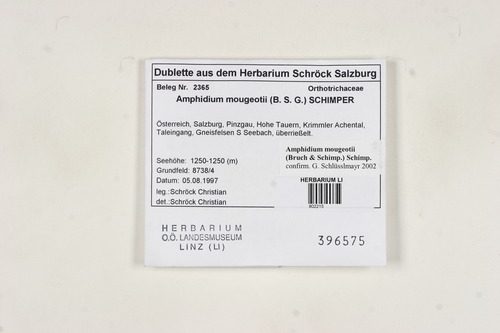 Dublette aus dem Herbarium Schröck Salzburg
Beleg Nr. 2365 Orthotrichaceae
Amphidium mougeotii (B. S. G.) SCHIMPER
Österreich, Salzburg, Pinzgau, Hohe Tauern, Krimmler Achental,
Taleingang, Gneisfelsen S Seebach, überrießelt.
Amphidium mougeotii
(Bruch & Schimp.) Schimp.
confirm. G. Schlüsslmayr 2002
Seehöhe: 1250-1250 (m)
Grundfeld: 8738/4
Datum: 05.08.1997
leg.: Schröck Christian
det.: Schröck Christian
HERBARIUM LI
802215
HERBARIUM
O.Ö. LANDESMUSEUM
LINZ (LI)
396575